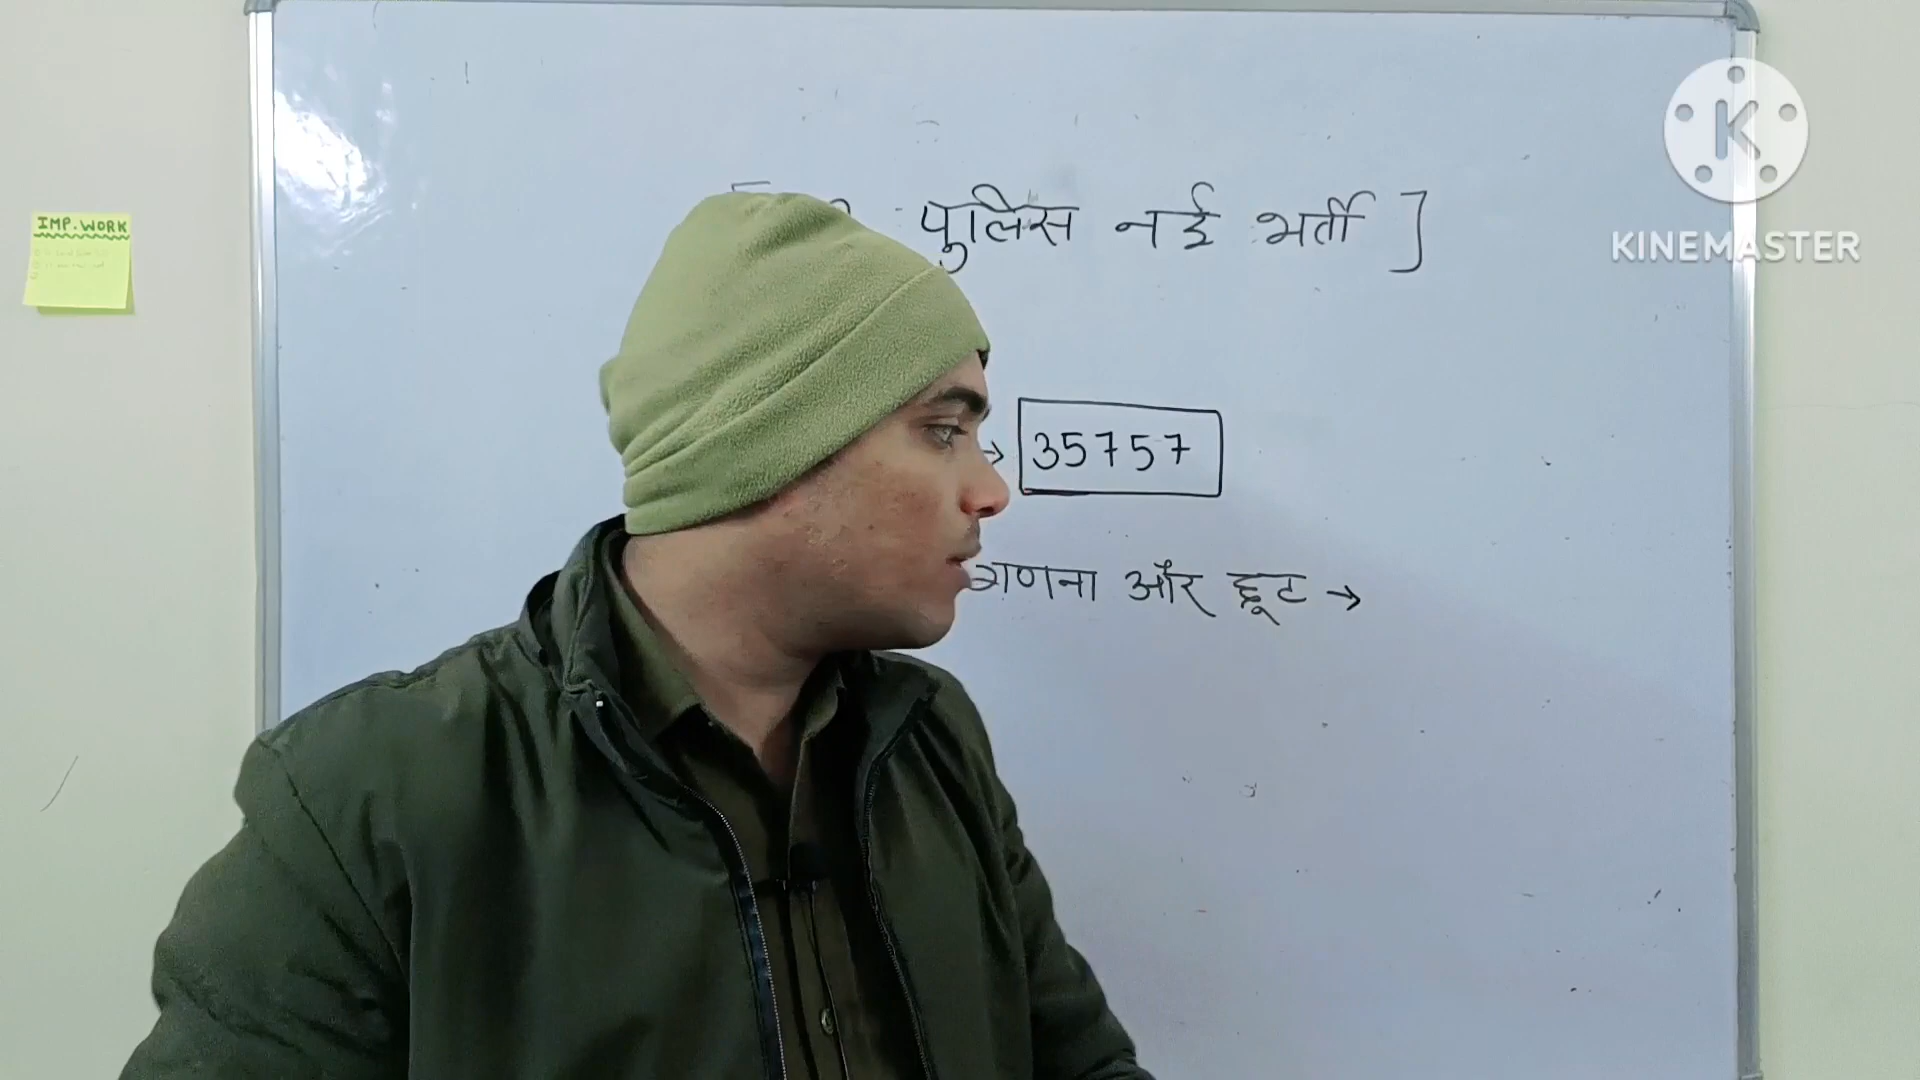 पुलिस नई भर्ती ]
KINEMASTER
IMP. WORK
→ 35757
गणना और छूट →